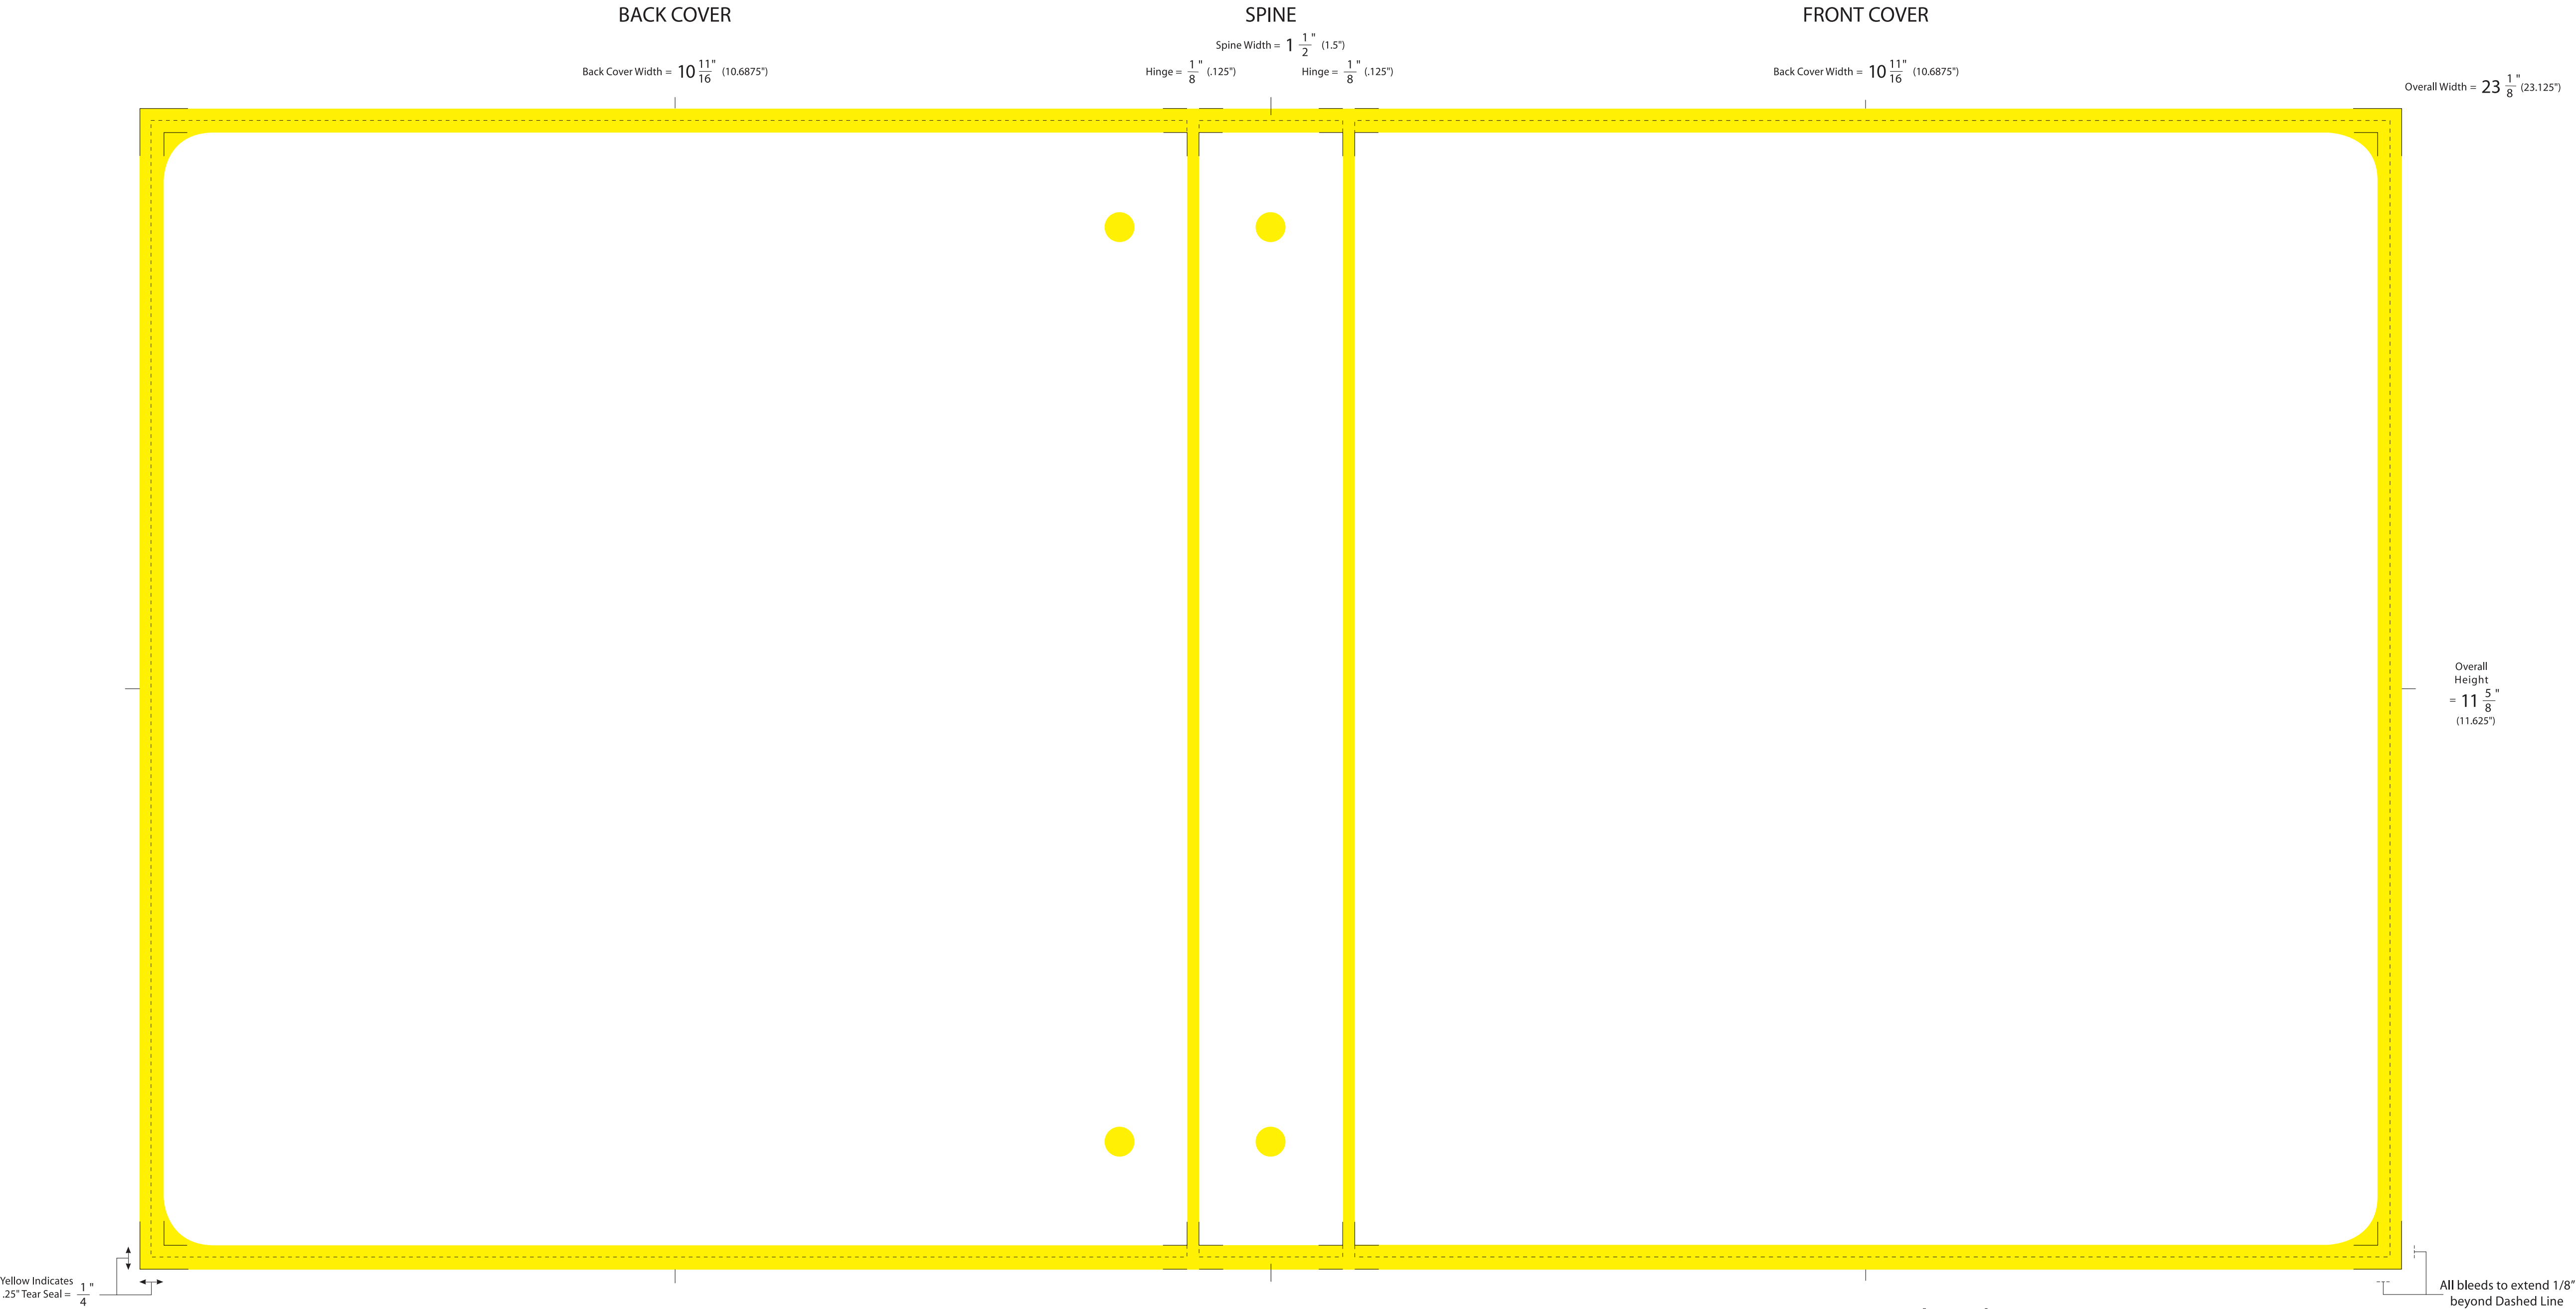 BACK COVER
SPINE
FRONT COVER
Spine Width = 1 1/2" (1.5")
Back Cover Width = 10 11/16" (10.6875")
Hinge = 1/8" (.125")
Hinge = 1/8" (.125")
Back Cover Width = 10 11/16" (10.6875")
Overall Width = 23 1/8" (23.125")
Overall
Height
= 11 5/8"
(11.625")
Yellow Indicates
.25" Tear Seal = 1/4"
All bleeds to extend 1/8"
beyond Dashed Line